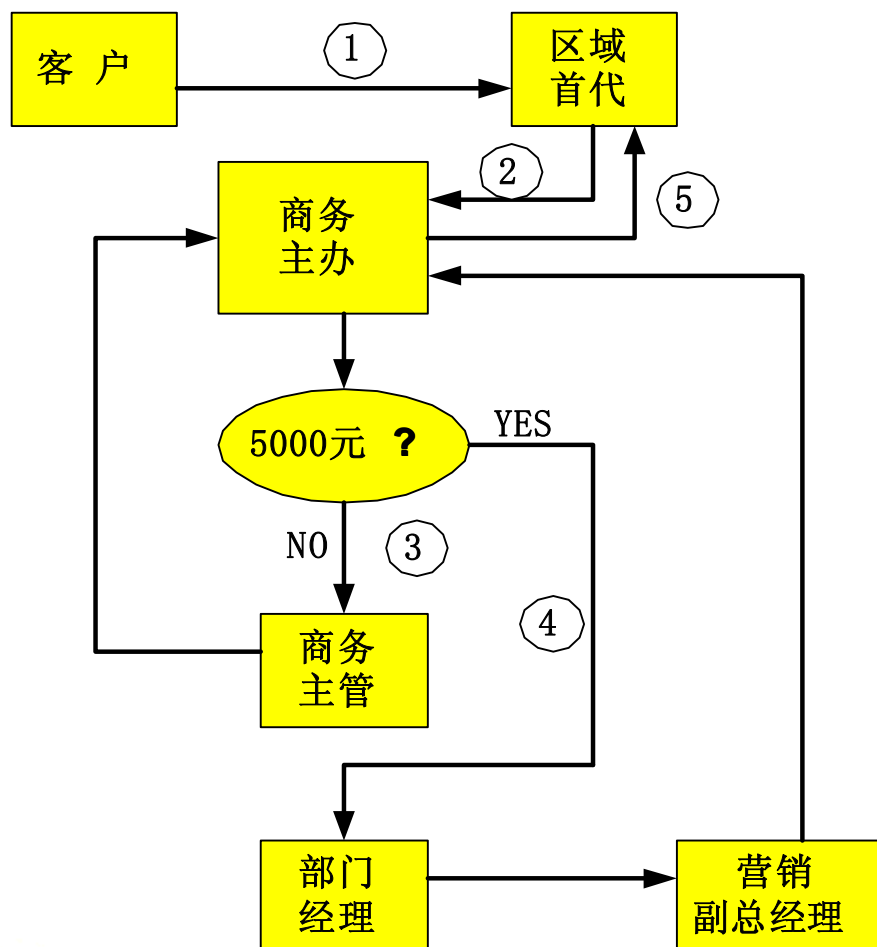 客 户
①
区域
首代
②
⑤
商务
主办
5000元 ?
YES
NO
③
④
商务
主管
部门
经理
营销
副总经理